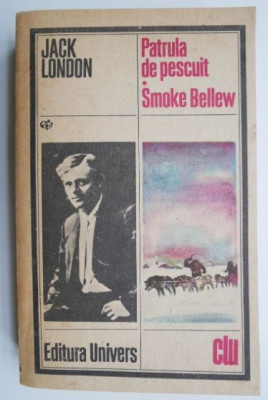 JACK
LONDON
Patrula
de pescuit
•
Smoke Bellew
Editura Univers
clu